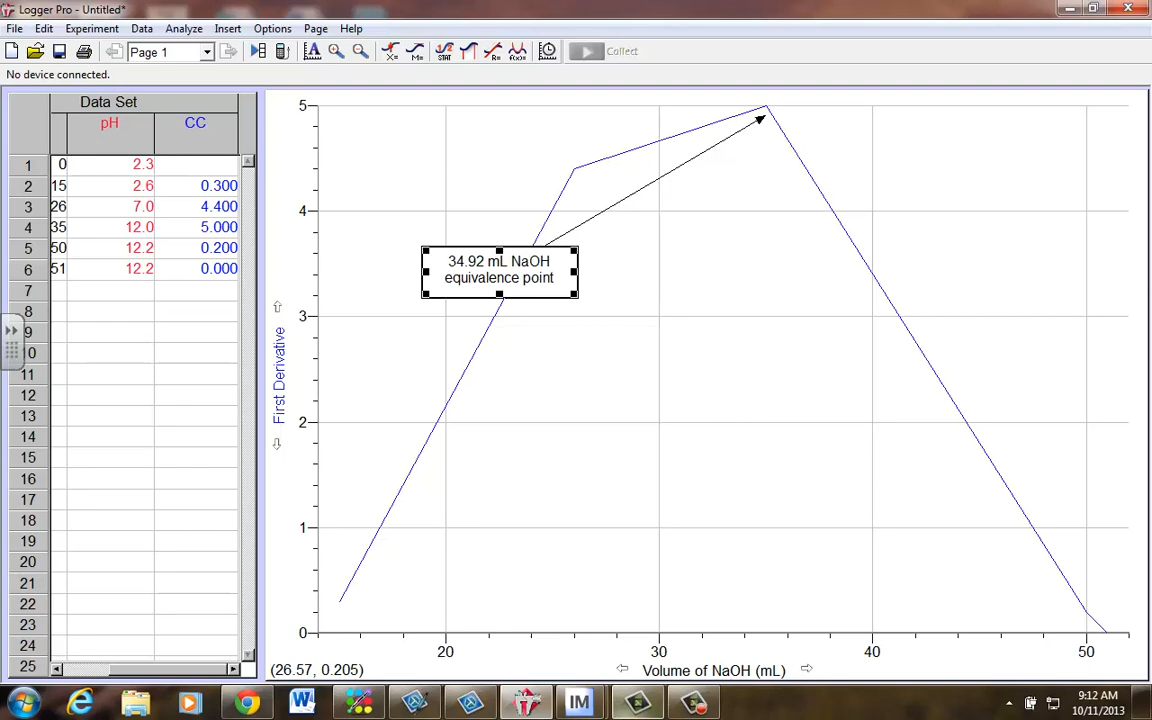 Logger Pro - Untitled*
File Edit Experiment Data Analyze Insert Options Page Help
Page 1 X= M= STAT R= f(x)= Collect
No device connected.
Data Set
pH CC
1 0 2.3
2 15 2.6 0.300
3 26 7.0 4.400
4 35 12.0 5.000
5 50 12.2 0.200
6 51 12.2 0.000
7
8
9
10
11
12
13
14
15
16
17
18
19
20
21
22
23
24
25
First Derivative
5
4
3
2
1
0
34.92 mL NaOH
equivalence point
20 30 40 50
(26.57, 0.205)
Volume of NaOH (mL)
W IM
9:12 AM
10/11/2013